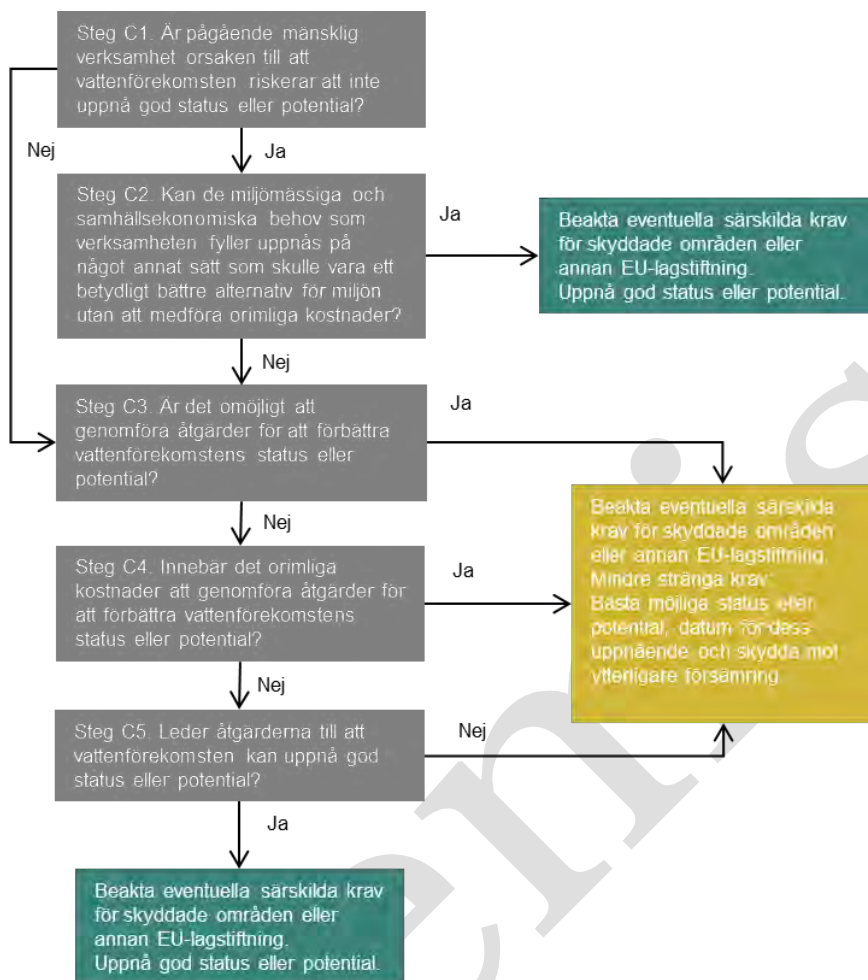 Steg C1. Är pågående mänsklig
verksamhet orsaken till att
vattenförekomsten riskerar att inte
uppnå god status eller potential?
Nej
Ja
Steg C2. Kan de miljömässiga och
samhällsekonomiska behov som
verksamheten fyller uppnås på
något annat sätt som skulle vara ett
betydligt bättre alternativ för miljön
utan att medföra orimliga kostnader?
Ja
Beakta eventuella särskilda krav
för skyddade områden eller
annan EU-lagstiftning.
Uppnå god status eller potential.
Nej
Steg C3. Är det omöjligt att
genomföra åtgärder för att förbättra
vattenförekomstens status eller
potential?
Ja
Nej
Steg C4. Innebär det orimliga
kostnader att genomföra åtgärder för
att förbättra vattenförekomstens
status eller potential?
Ja
Beakta eventuella särskilda
krav för skyddade områden
eller annan EU-lagstiftning.
Mindre stränga krav:
Bästa möjliga status eller
potential, datum för dess
uppnående och skydda mot
ytterligare försämring.
Nej
Steg C5. Leder åtgärderna till att
vattenförekomsten kan uppnå god
status eller potential?
Nej
Ja
Beakta eventuella särskilda krav
för skyddade områden eller
annan EU-lagstiftning.
Uppnå god status eller potential.